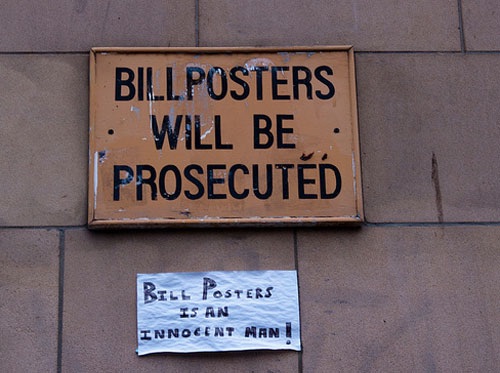 BILLPOSTERS
· WILL BE ·
PROSECUTED
BILL POSTERS
IS AN
INNOCENT MAN!